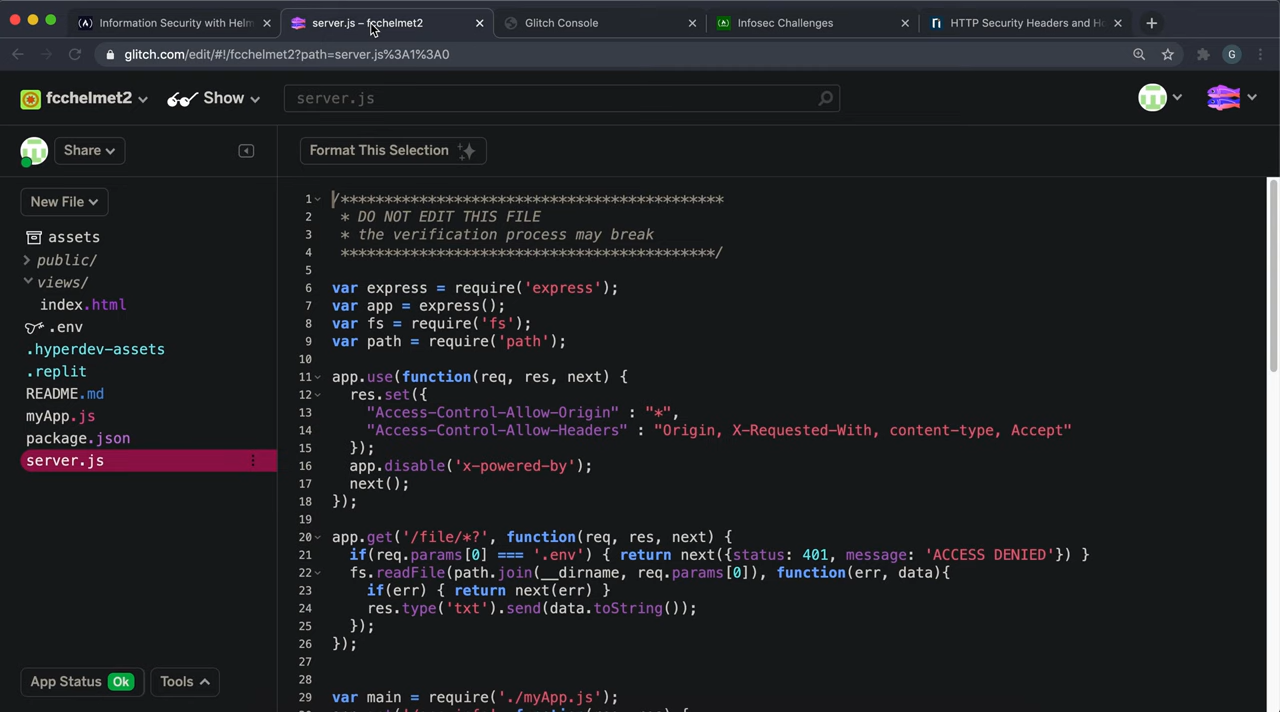 Information Security with Helm
server.js – fcchelmet2
Glitch Console
Infosec Challenges
HTTP Security Headers and Ho
glitch.com/edit/#!/fcchelmet2?path=server.js%3A1%3A0
G
fcchelmet2
Show
server.js
Share
Format This Selection
New File
assets
public/
views/
index.html
.env
.hyperdev-assets
.replit
README.md
myApp.js
package.json
server.js
App Status Ok
Tools
1 /********************************************
2 * DO NOT EDIT THIS FILE
3 * the verification process may break
4 *******************************************/
5
6 var express = require('express');
7 var app = express();
8 var fs = require('fs');
9 var path = require('path');
10
11 app.use(function(req, res, next) {
12 res.set({
13 "Access-Control-Allow-Origin" : "*",
14 "Access-Control-Allow-Headers" : "Origin, X-Requested-With, content-type, Accept"
15 });
16 app.disable('x-powered-by');
17 next();
18 });
19
20 app.get('/file/*?', function(req, res, next) {
21 if(req.params[0] === '.env') { return next({status: 401, message: 'ACCESS DENIED'}) }
22 fs.readFile(path.join(__dirname, req.params[0]), function(err, data){
23 if(err) { return next(err) }
24 res.type('txt').send(data.toString());
25 });
26 });
27
28
29 var main = require('./myApp.js');